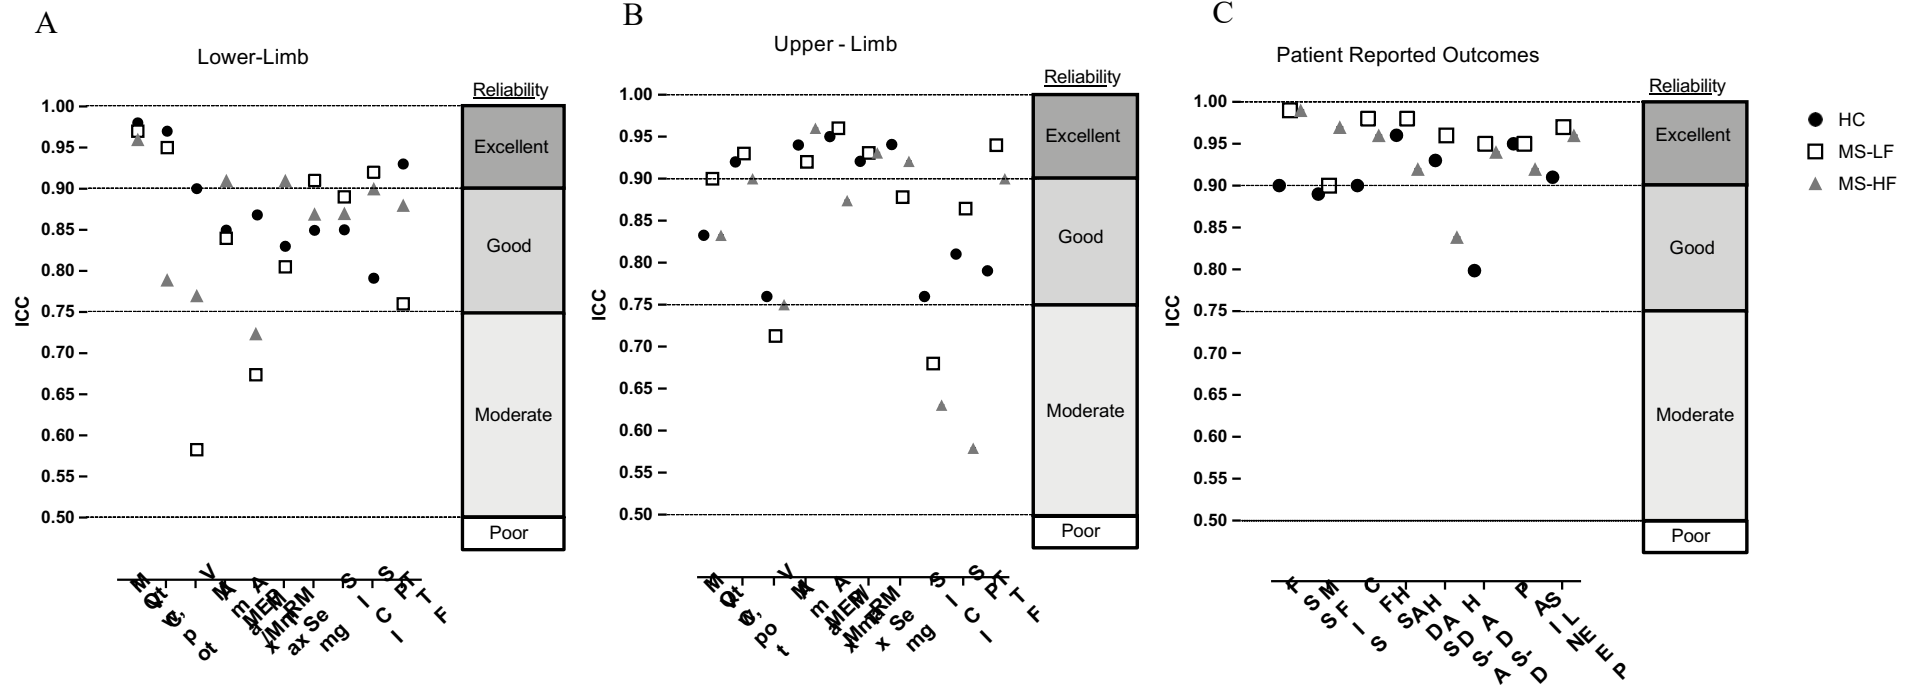 A
Lower-Limb
Reliability
1.00
0.95
0.90
0.85
0.80
0.75
0.70
0.65
0.60
0.55
0.50
ICC
Excellent
Good
Moderate
Poor
B
Upper - Limb
Reliability
1.00
0.95
0.90
0.85
0.80
0.75
0.70
0.65
0.60
0.55
0.50
ICC
Excellent
Good
Moderate
Poor
C
Patient Reported Outcomes
Reliability
1.00
0.95
0.90
0.85
0.80
0.75
0.70
0.65
0.60
0.55
0.50
ICC
Excellent
Good
Moderate
Poor
HC
MS-LF
MS-HF